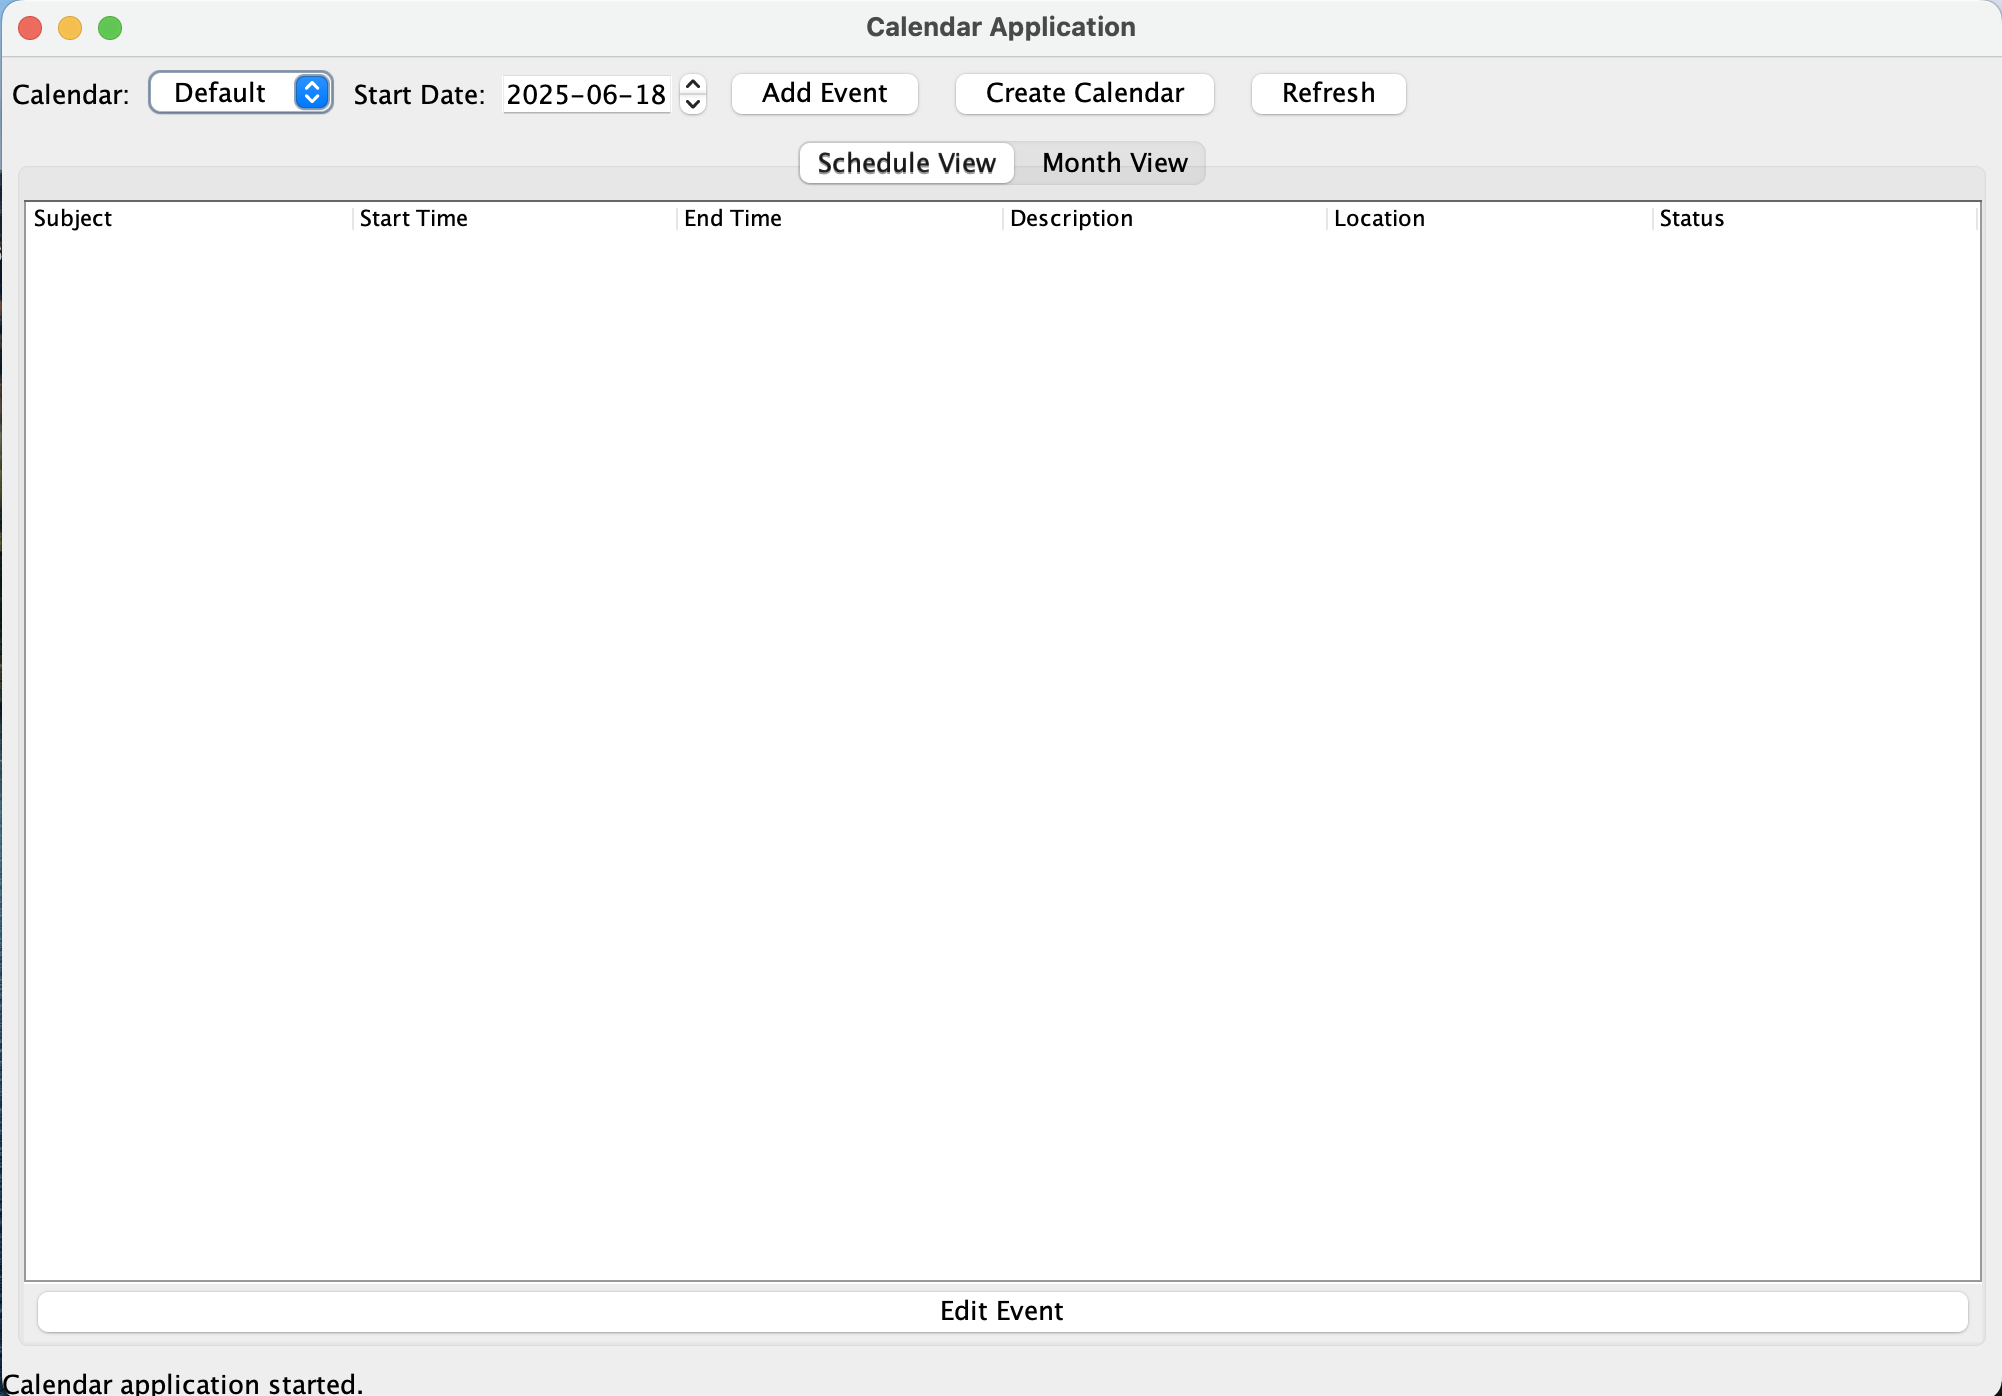 Calendar Application
Calendar: Default Start Date: 2025-06-18 Add Event Create Calendar Refresh
Schedule View Month View
Subject Start Time End Time Description Location Status
Edit Event
Calendar application started.